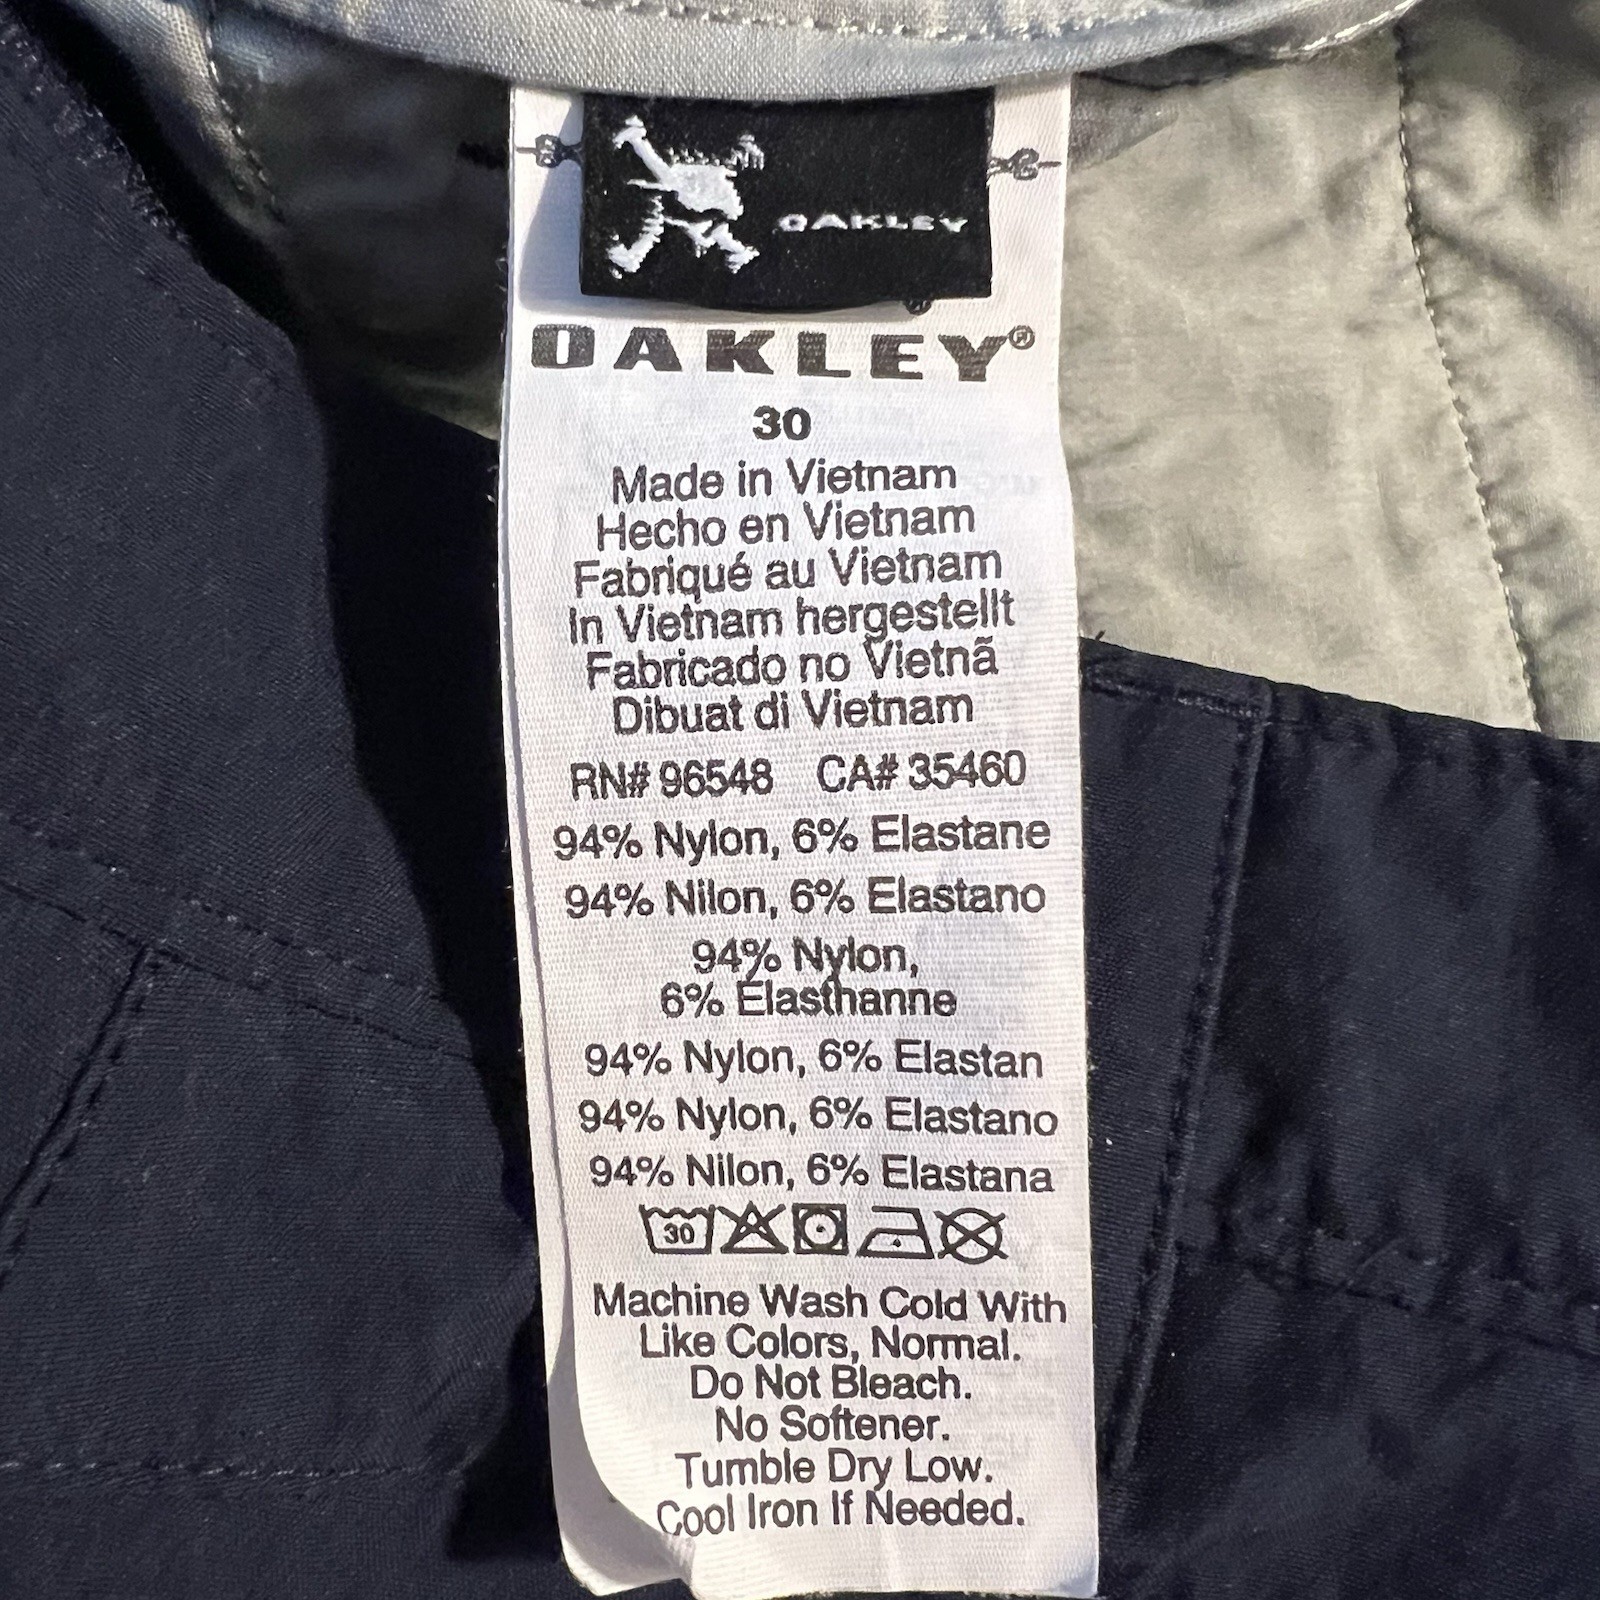 OAKLEY
OAKLEY®
30
Made in Vietnam
Hecho en Vietnam
Fabriqué au Vietnam
In Vietnam hergestellt
Fabricado no Vietnã
Dibuat di Vietnam
RN# 96548 CA# 35460
94% Nylon, 6% Elastane
94% Nilon, 6% Elastano
94% Nylon,
6% Elasthanne
94% Nylon, 6% Elastan
94% Nylon, 6% Elastano
94% Nilon, 6% Elastana
30
Machine Wash Cold With
Like Colors, Normal.
Do Not Bleach.
No Softener.
Tumble Dry Low.
Cool Iron If Needed.